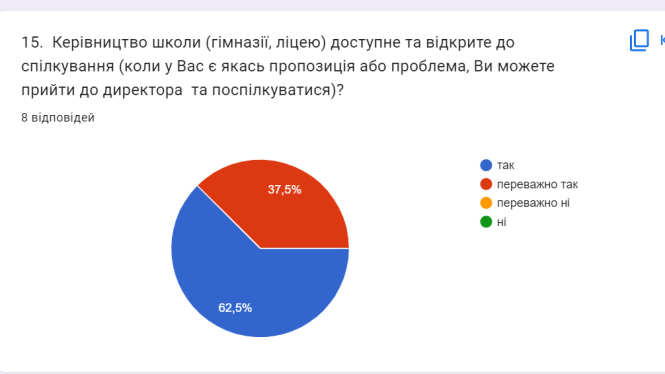 15. Керівництво школи (гімназії, ліцею) доступне та відкрите до
спілкування (коли у Вас є якась пропозиція або проблема, Ви можете
прийти до директора та поспілкуватися)?
8 відповідей
так
переважно так
переважно ні
ні
37,5%
62,5%